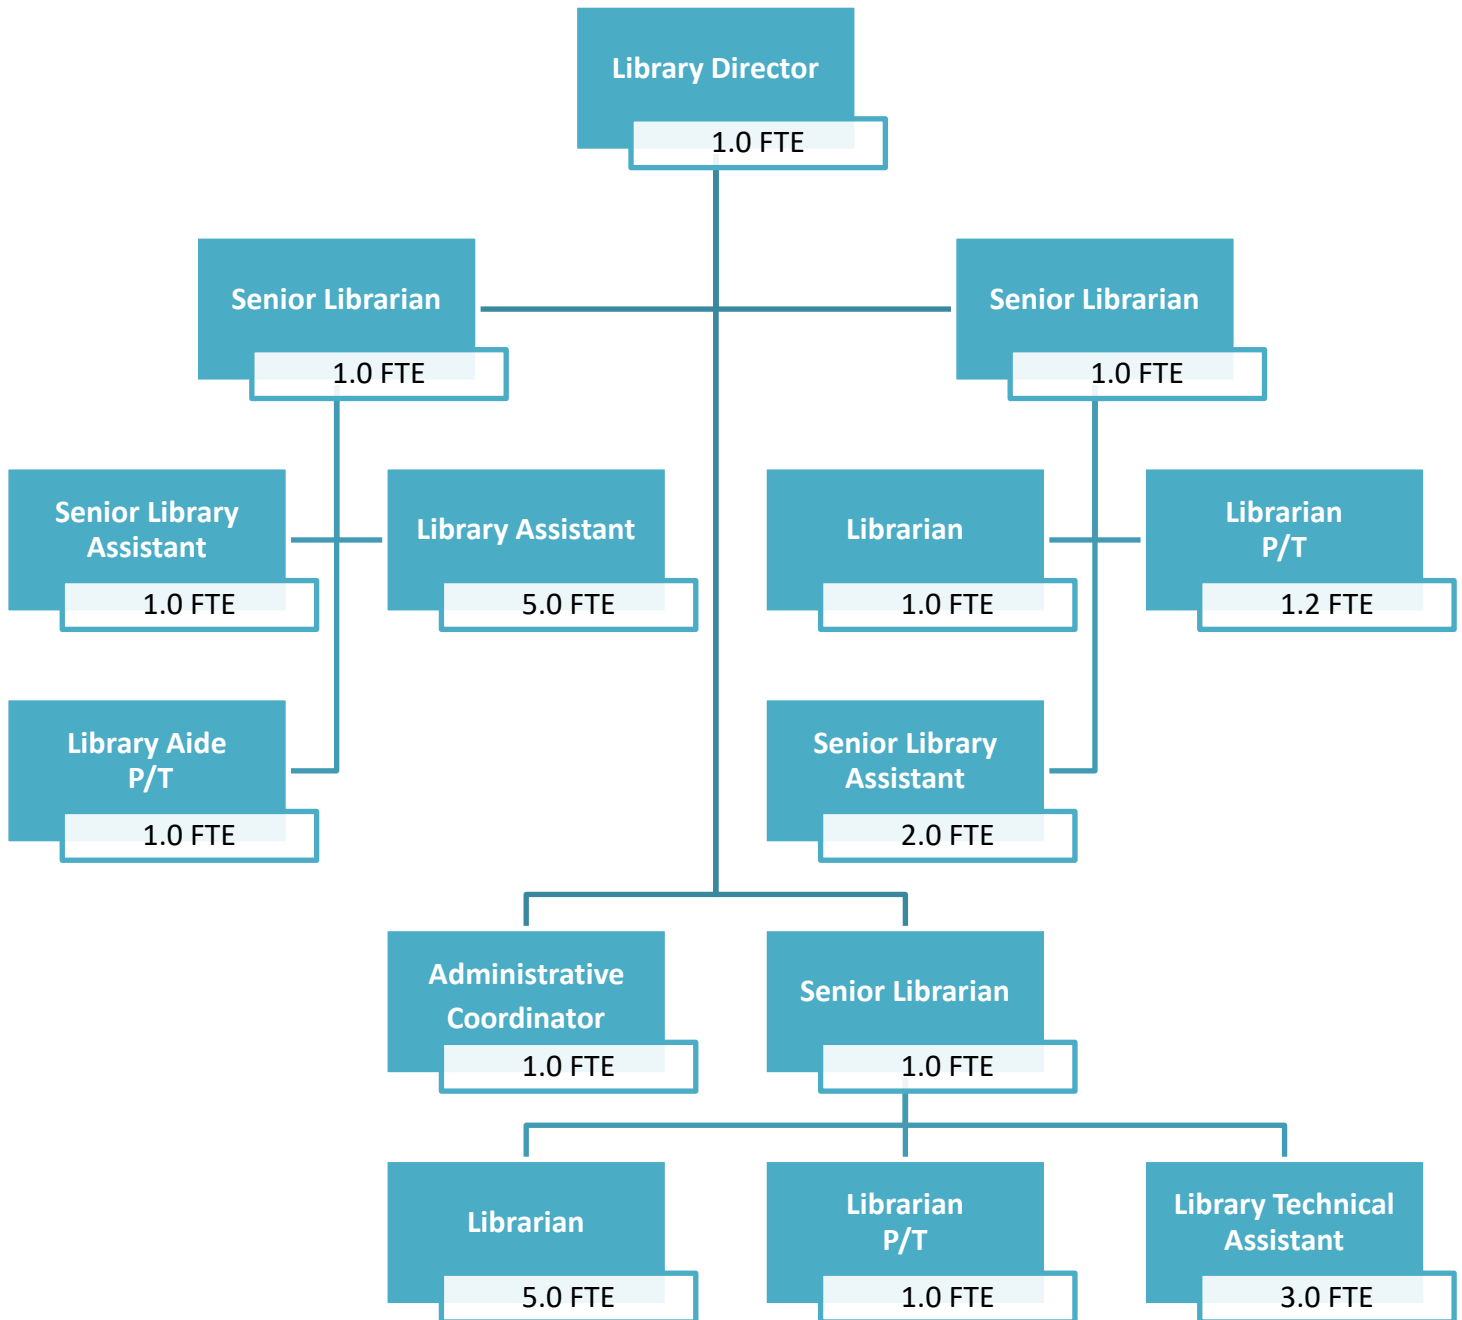 Library Director
1.0 FTE
Senior Librarian
1.0 FTE
Senior Librarian
1.0 FTE
Senior Library
Assistant
1.0 FTE
Library Assistant
5.0 FTE
Librarian
1.0 FTE
Librarian
P/T
1.2 FTE
Library Aide
P/T
1.0 FTE
Senior Library
Assistant
2.0 FTE
Administrative
Coordinator
1.0 FTE
Senior Librarian
1.0 FTE
Librarian
5.0 FTE
Librarian
P/T
1.0 FTE
Library Technical
Assistant
3.0 FTE